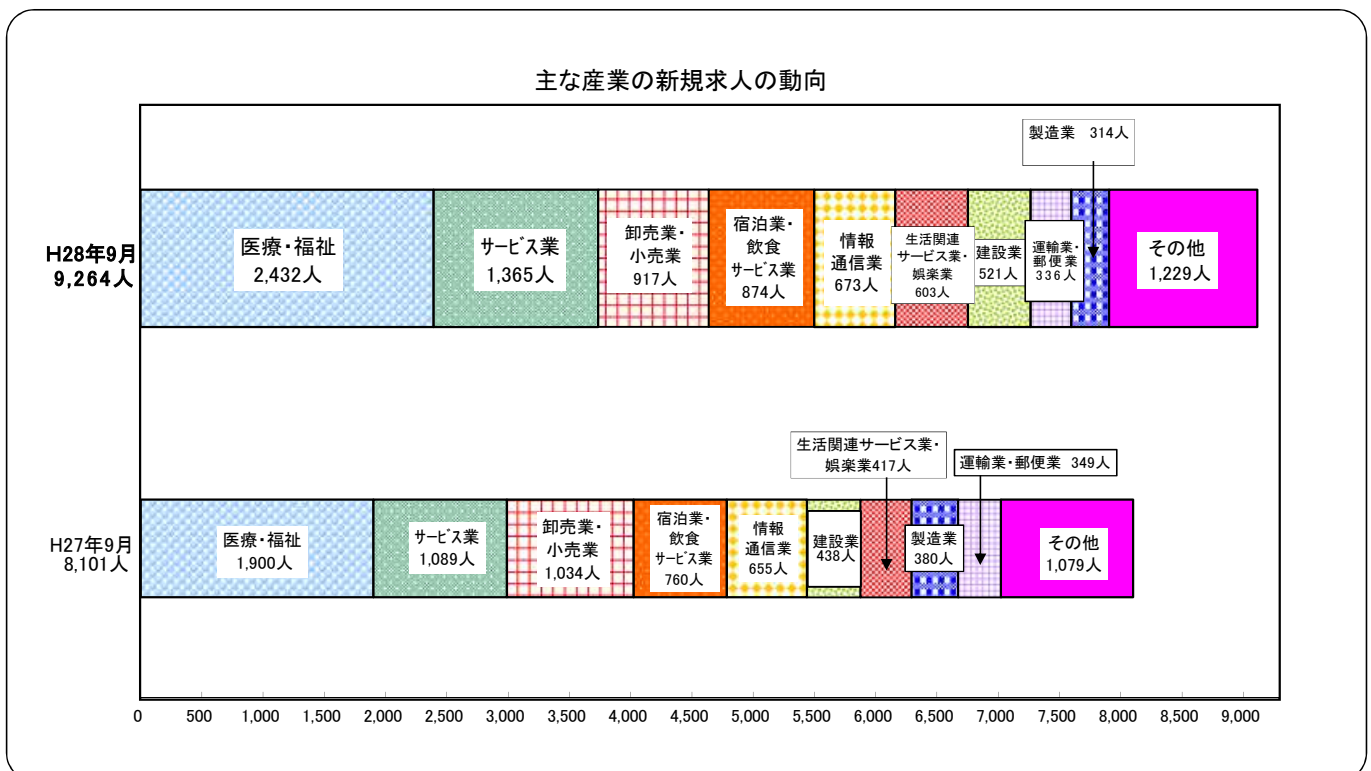 主な産業の新規求人の動向
製造業　314人
H28年9月
9,264人
医療・福祉
2,432人
サービス業
1,365人
卸売業・
小売業
917人
宿泊業・
飲食
サービス業
874人
情報
通信業
673人
生活関連
サービス業・
娯楽業
603人
建設業
521人
運輸業・
郵便業
336人
その他
1,229人
生活関連サービス業・
娯楽業417人
運輸業・郵便業　349人
H27年9月
8,101人
医療・福祉
1,900人
サービス業
1,089人
卸売業・
小売業
1,034人
宿泊業・
飲食
サービス業
760人
情報
通信業
655人
建設業
438人
製造業
380人
その他
1,079人
0 500 1,000 1,500 2,000 2,500 3,000 3,500 4,000 4,500 5,000 5,500 6,000 6,500 7,000 7,500 8,000 8,500 9,000